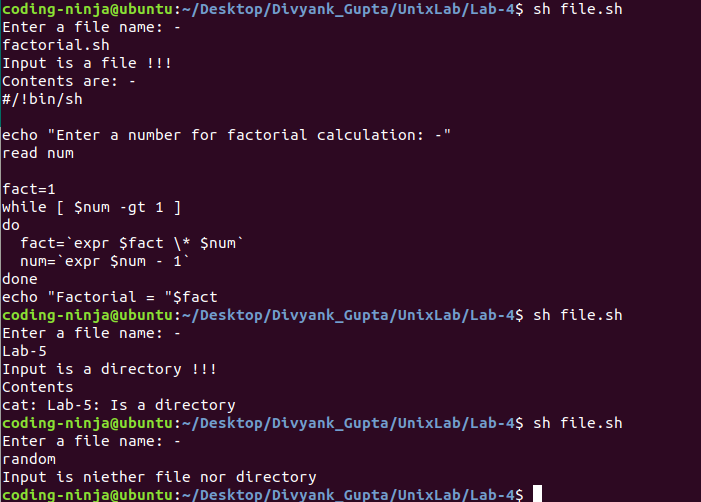 coding-ninja@ubuntu:~/Desktop/Divyank_Gupta/UnixLab/Lab-4$ sh file.sh
Enter a file name: -
factorial.sh
Input is a file !!!
Contents are: -
#/!bin/sh

echo "Enter a number for factorial calculation: -"
read num

fact=1
while [ $num -gt 1 ]
do
  fact=`expr $fact \* $num`
  num=`expr $num - 1`
done
echo "Factorial = "$fact
coding-ninja@ubuntu:~/Desktop/Divyank_Gupta/UnixLab/Lab-4$ sh file.sh
Enter a file name: -
Lab-5
Input is a directory !!!
Contents
cat: Lab-5: Is a directory
coding-ninja@ubuntu:~/Desktop/Divyank_Gupta/UnixLab/Lab-4$ sh file.sh
Enter a file name: -
random
Input is niether file nor directory
coding-ninja@ubuntu:~/Desktop/Divyank_Gupta/UnixLab/Lab-4$